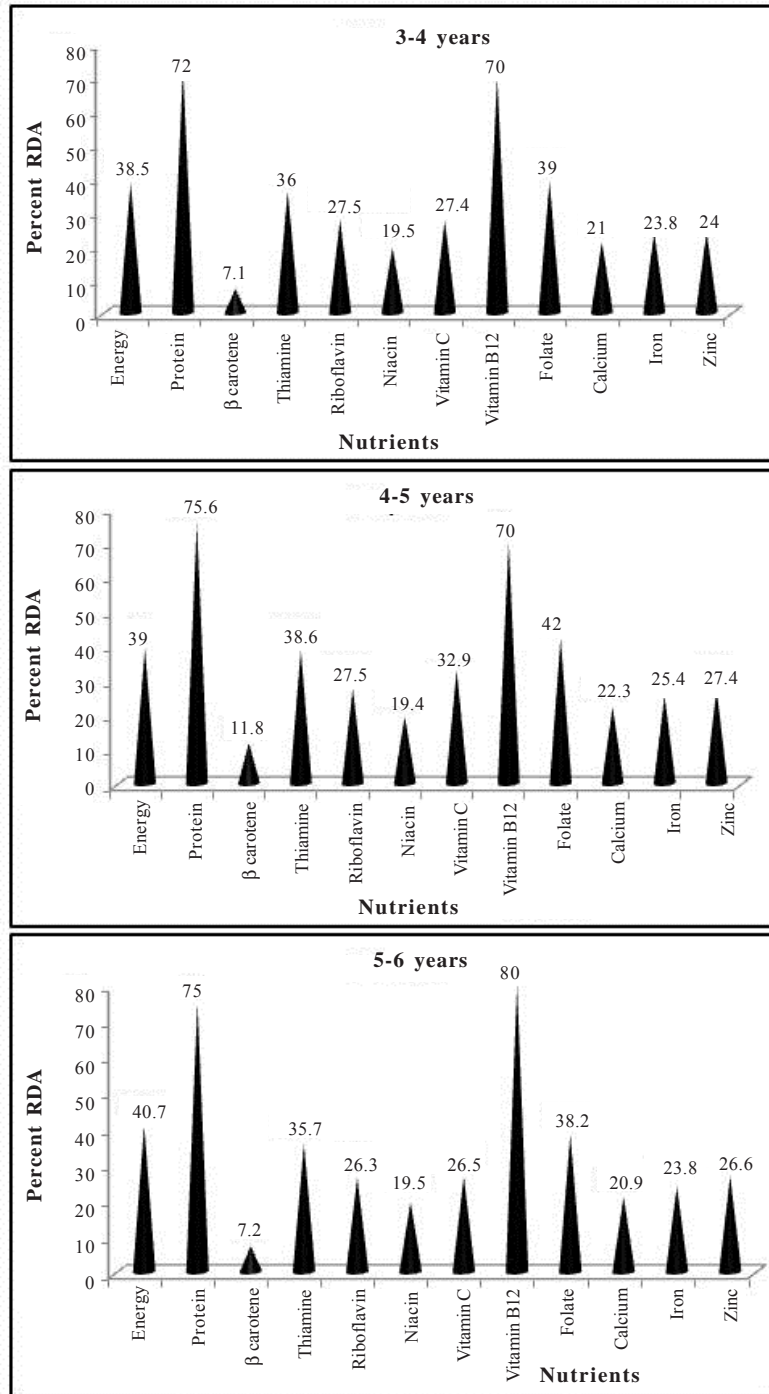 3-4 years
Percent RDA
80
70
60
50
40
30
20
10
0
38.5
72
7.1
36
27.5
19.5
27.4
70
39
21
23.8
24
Energy
Protein
β carotene
Thiamine
Riboflavin
Niacin
Vitamin C
Vitamin B12
Folate
Calcium
Iron
Zinc
Nutrients
4-5 years
Percent RDA
80
70
60
50
40
30
20
10
0
39
75.6
11.8
38.6
27.5
19.4
32.9
70
42
22.3
25.4
27.4
Energy
Protein
β carotene
Thiamine
Riboflavin
Niacin
Vitamin C
Vitamin B12
Folate
Calcium
Iron
Zinc
Nutrients
5-6 years
Percent RDA
80
70
60
50
40
30
20
10
0
40.7
75
7.2
35.7
26.3
19.5
26.5
80
38.2
20.9
23.8
26.6
Energy
Protein
β carotene
Thiamine
Riboflavin
Niacin
Vitamin C
Vitamin B12
Folate
Calcium
Iron
Zinc
Nutrients